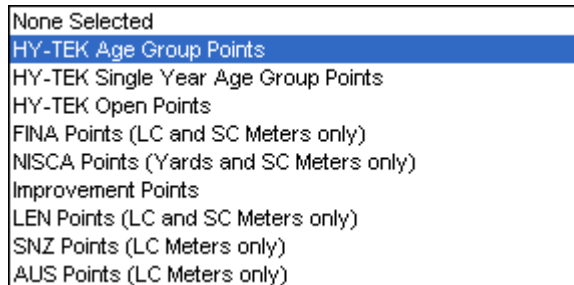 None Selected
HY-TEK Age Group Points
HY-TEK Single Year Age Group Points
HY-TEK Open Points
FINA Points (LC and SC Meters only)
NISCA Points (Yards and SC Meters only)
Improvement Points
LEN Points (LC and SC Meters only)
SNZ Points (LC Meters only)
AUS Points (LC Meters only)